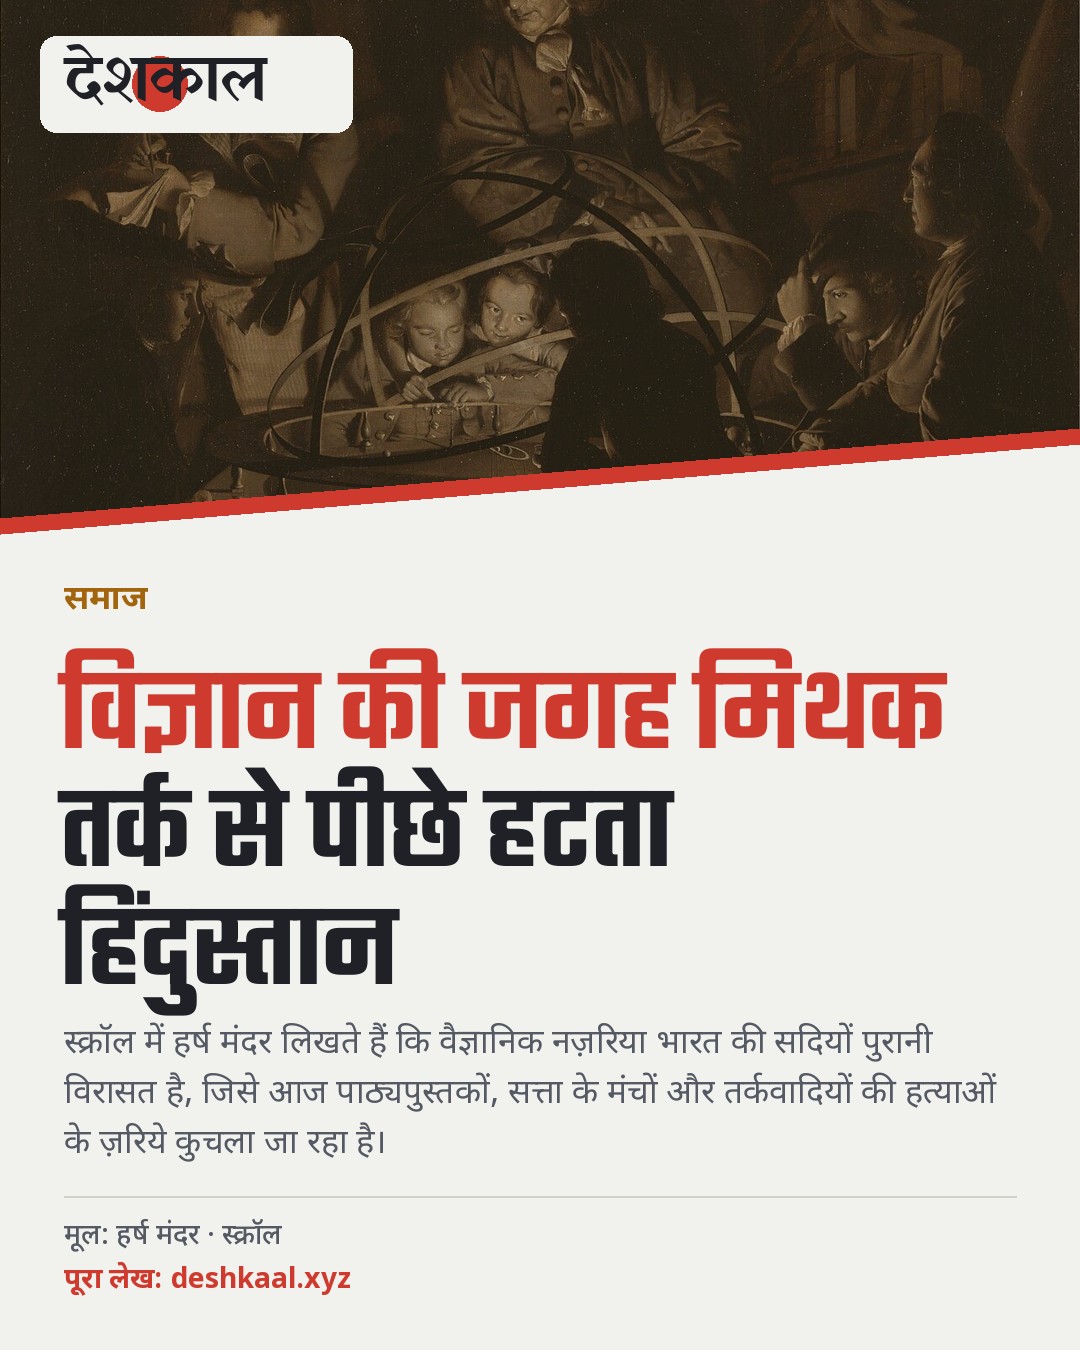 देशकाल
समाज
विज्ञान की जगह मिथक
तर्क से पीछे हटता
हिंदुस्तान
स्क्रॉल में हर्ष मंदर लिखते हैं कि वैज्ञानिक नज़रिया भारत की सदियों पुरानी
विरासत है, जिसे आज पाठ्यपुस्तकों, सत्ता के मंचों और तर्कवादियों की हत्याओं
के ज़रिये कुचला जा रहा है।
मूल: हर्ष मंदर · स्क्रॉल
पूरा लेख: deshkaal.xyz